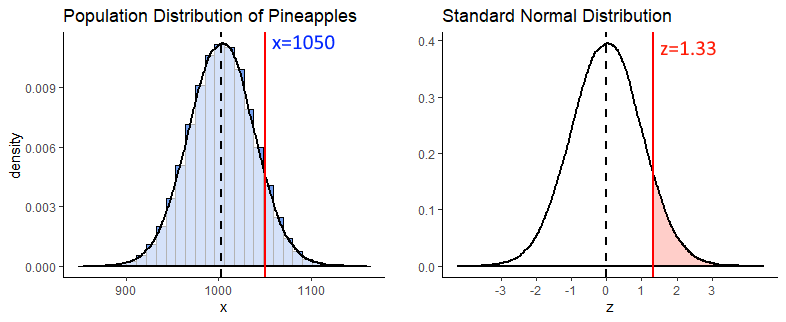 Population Distribution of Pineapples
x=1050
density
0.009
0.006
0.003
0.000
900 1000 1100
x
Standard Normal Distribution
z=1.33
0.4
0.3
0.2
0.1
0.0
-3 -2 -1 0 1 2 3
z